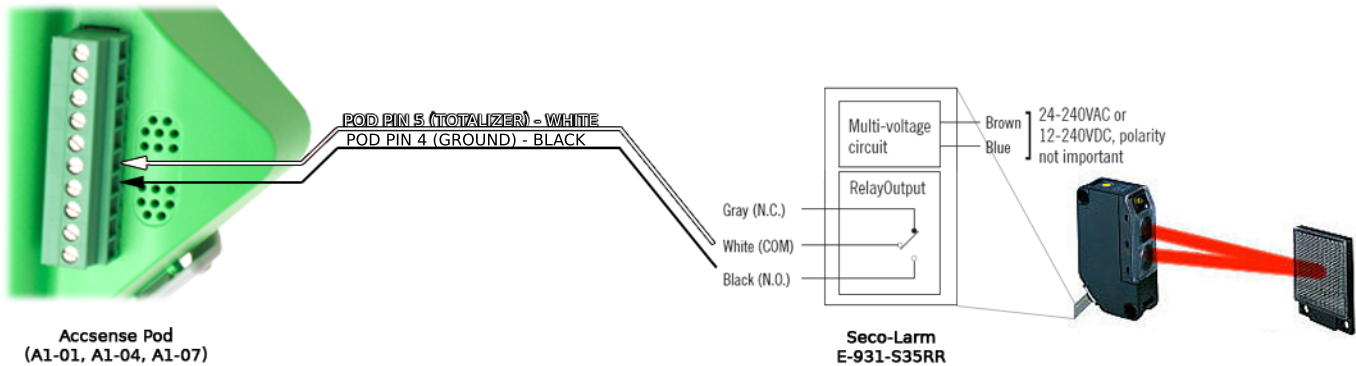 POD PIN 5 (TOTALIZER) - WHITE
POD PIN 4 (GROUND) - BLACK
Multi-voltage
circuit
Brown
Blue
24-240VAC or
12-240VDC, polarity
not important
RelayOutput
Gray (N.C.)
White (COM)
Black (N.O.)
Accsense Pod
(A1-01, A1-04, A1-07)
Seco-Larm
E-931-S35RR